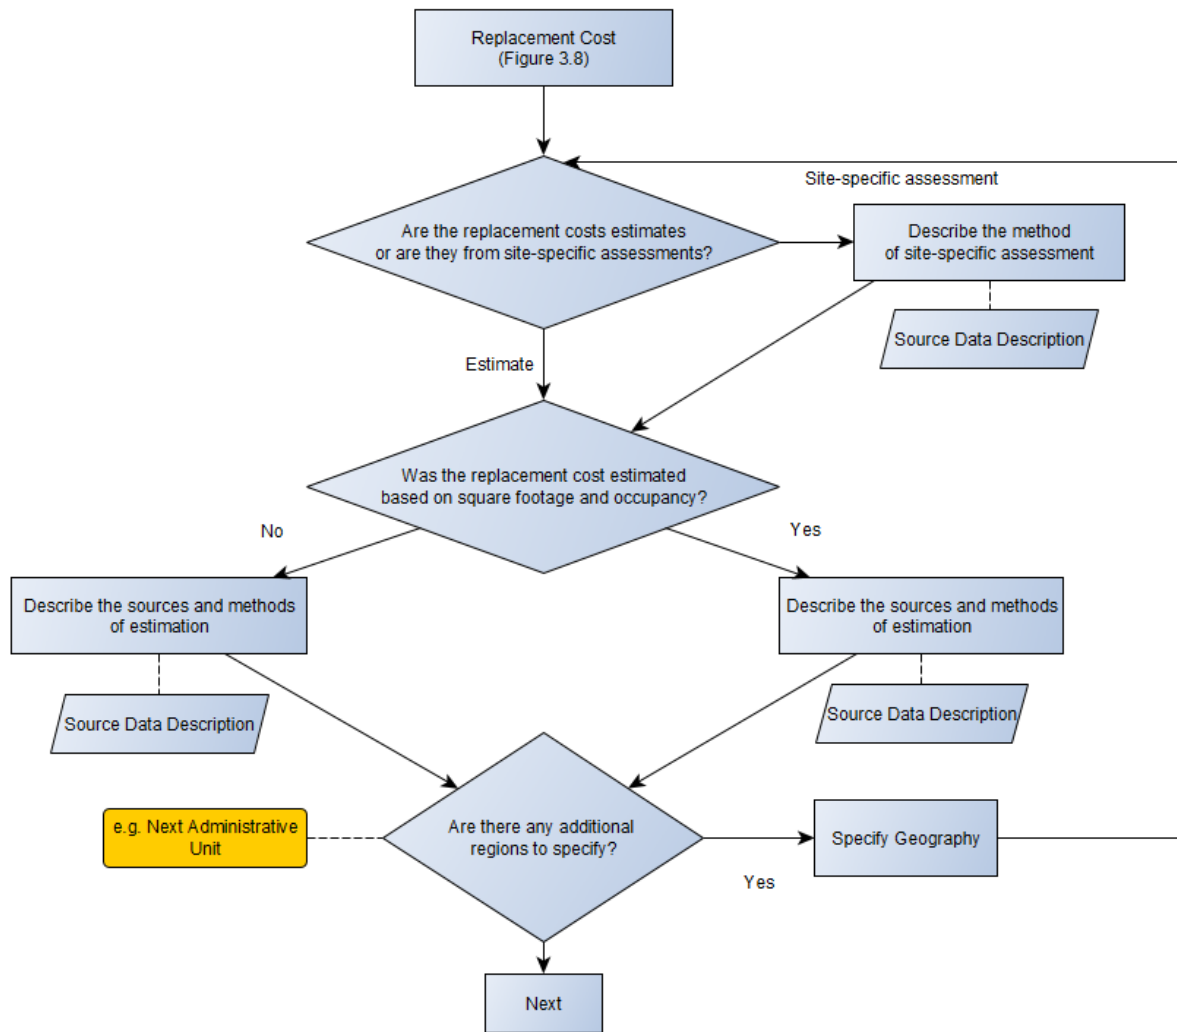 Replacement Cost
(Figure 3.8)
Site-specific assessment
Are the replacement costs estimates
or are they from site-specific assessments?
Describe the method
of site-specific assessment
Source Data Description
Estimate
Was the replacement cost estimated
based on square footage and occupancy?
No
Yes
Describe the sources and methods
of estimation
Describe the sources and methods
of estimation
Source Data Description
Source Data Description
e.g. Next Administrative
Unit
Are there any additional
regions to specify?
Specify Geography
Yes
Next